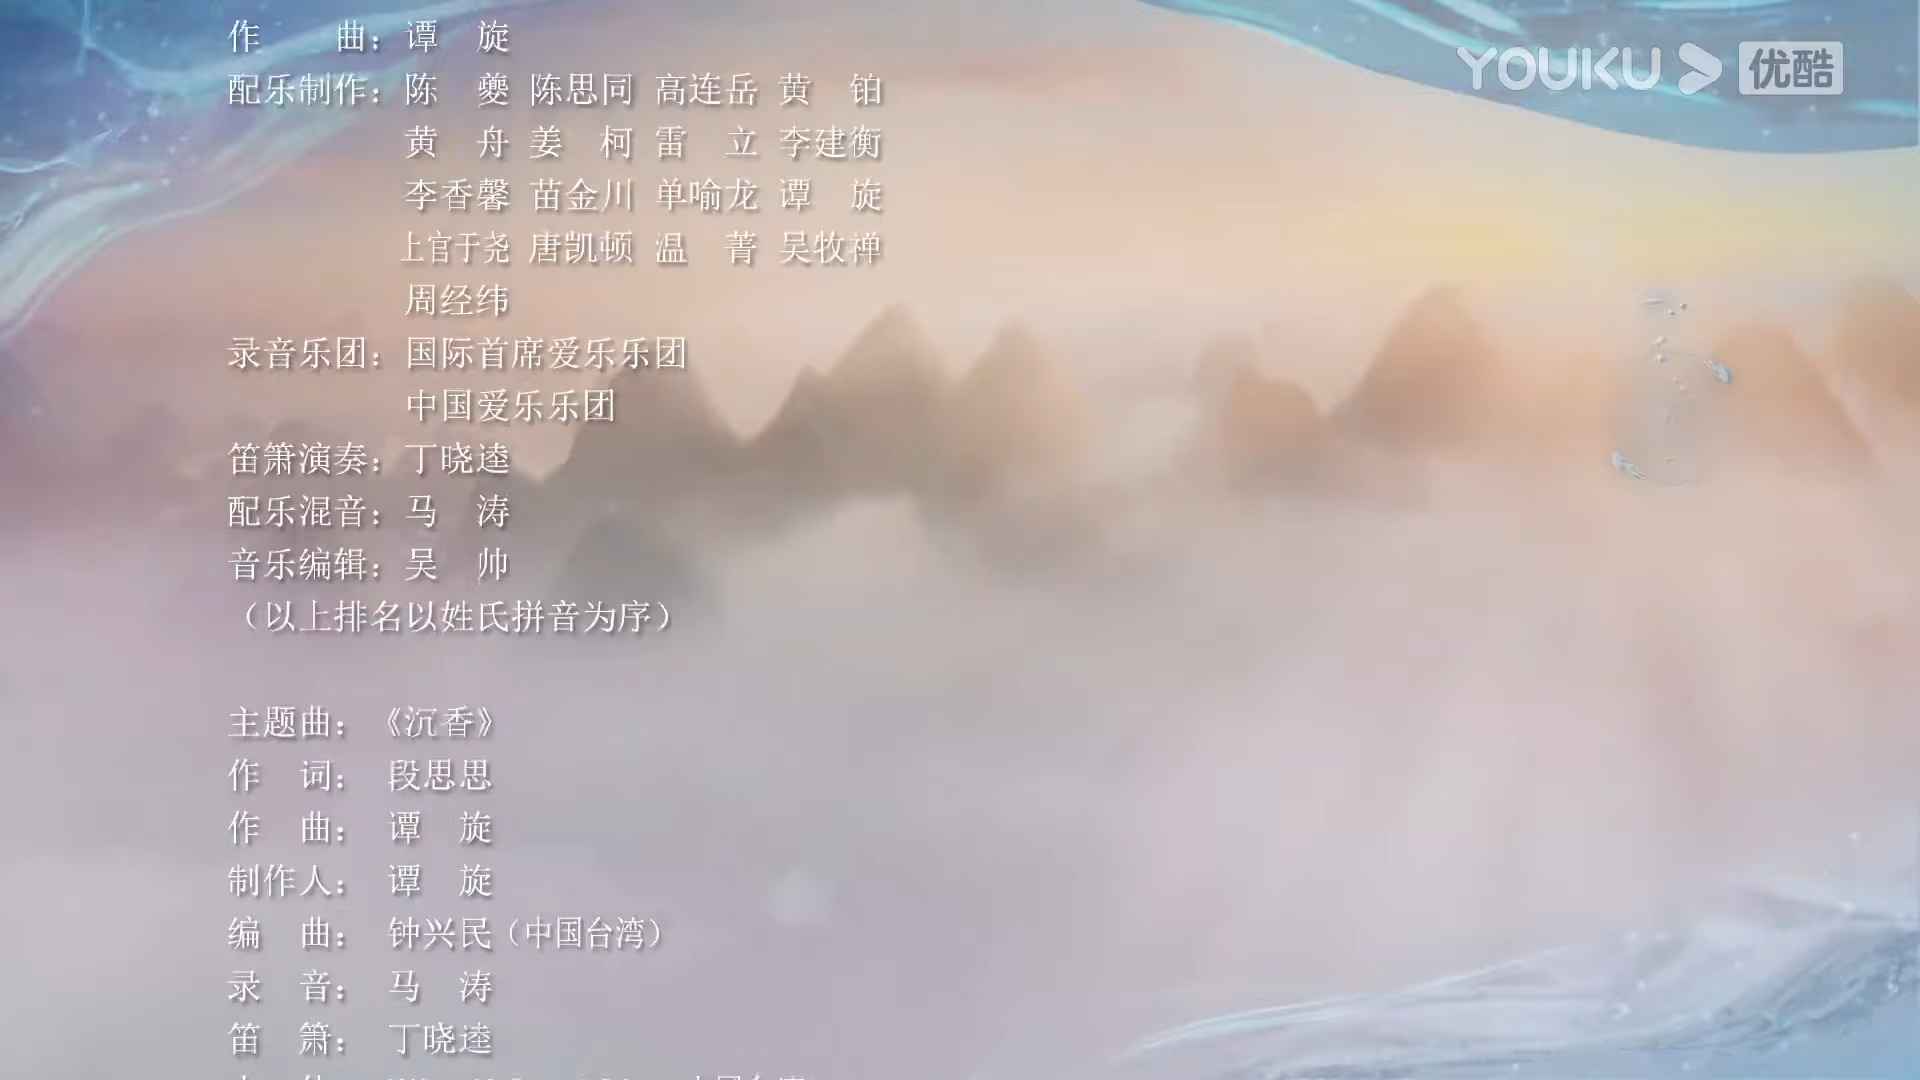 作 曲：谭 旋
YOUKU 优酷
配乐制作：陈 夔 陈思同 高连岳 黄 铂
黄 舟 姜 柯 雷 立 李建衡
李香馨 苗金川 单喻龙 谭 旋
上官于尧 唐凯顿 温 菁 吴牧禅
周经纬
录音乐团：国际首席爱乐乐团
中国爱乐乐团
笛箫演奏：丁晓逵
配乐混音：马 涛
音乐编辑：吴 帅
（以上排名以姓氏拼音为序）
主题曲：《沉香》
作 词：段思思
作 曲：谭 旋
制作人：谭 旋
编 曲：钟兴民（中国台湾）
录 音：马 涛
笛 箫：丁晓逵